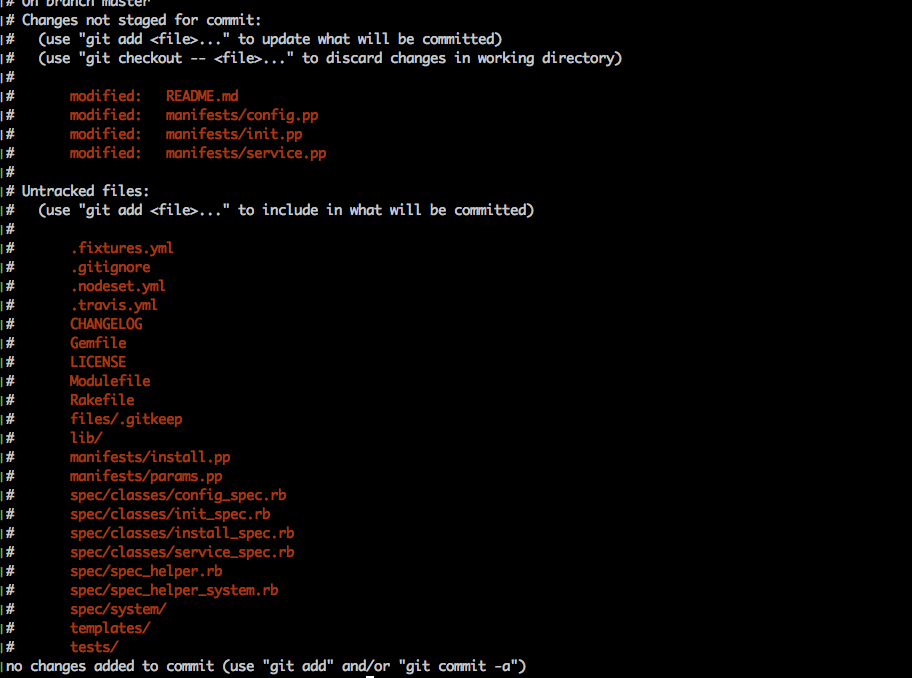 # On branch master
# Changes not staged for commit:
#   (use "git add <file>..." to update what will be committed)
#   (use "git checkout -- <file>..." to discard changes in working directory)
#
#       modified:   README.md
#       modified:   manifests/config.pp
#       modified:   manifests/init.pp
#       modified:   manifests/service.pp
#
# Untracked files:
#   (use "git add <file>..." to include in what will be committed)
#
#       .fixtures.yml
#       .gitignore
#       .nodeset.yml
#       .travis.yml
#       CHANGELOG
#       Gemfile
#       LICENSE
#       Modulefile
#       Rakefile
#       files/.gitkeep
#       lib/
#       manifests/install.pp
#       manifests/params.pp
#       spec/classes/config_spec.rb
#       spec/classes/init_spec.rb
#       spec/classes/install_spec.rb
#       spec/classes/service_spec.rb
#       spec/spec_helper.rb
#       spec/spec_helper_system.rb
#       spec/system/
#       templates/
#       tests/
no changes added to commit (use "git add" and/or "git commit -a")